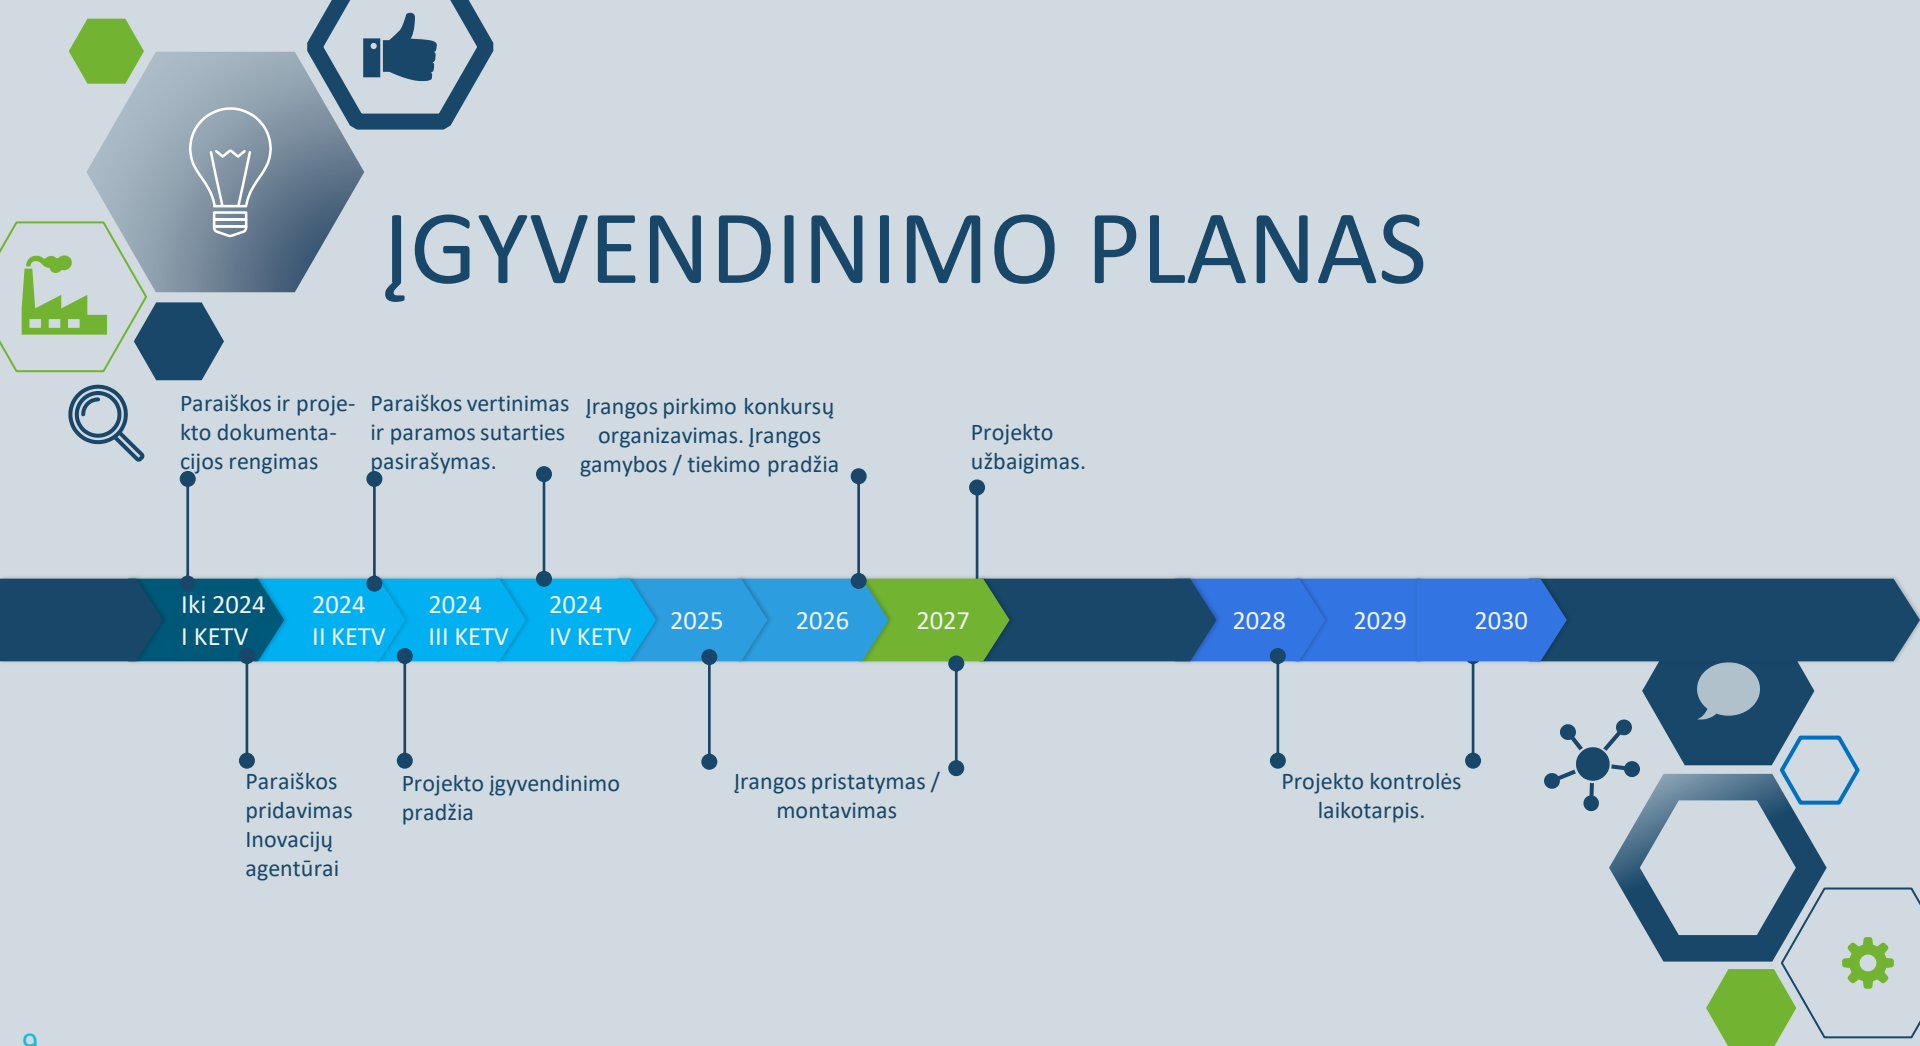 ĮGYVENDINIMO PLANAS
Paraiškos ir proje-
kto dokumenta-
cijos rengimas
Paraiškos vertinimas
ir paramos sutarties
pasirašymas.
Įrangos pirkimo konkursų
organizavimas. Įrangos
gamybos / tiekimo pradžia
Projekto
užbaigimas.
Iki 2024
I KETV
2024
II KETV
2024
III KETV
2024
IV KETV
2025
2026
2027
2028
2029
2030
Paraiškos
pridavimas
Inovacijų
agentūrai
Projekto įgyvendinimo
pradžia
Įrangos pristatymas /
montavimas
Projekto kontrolės
laikotarpis.
9